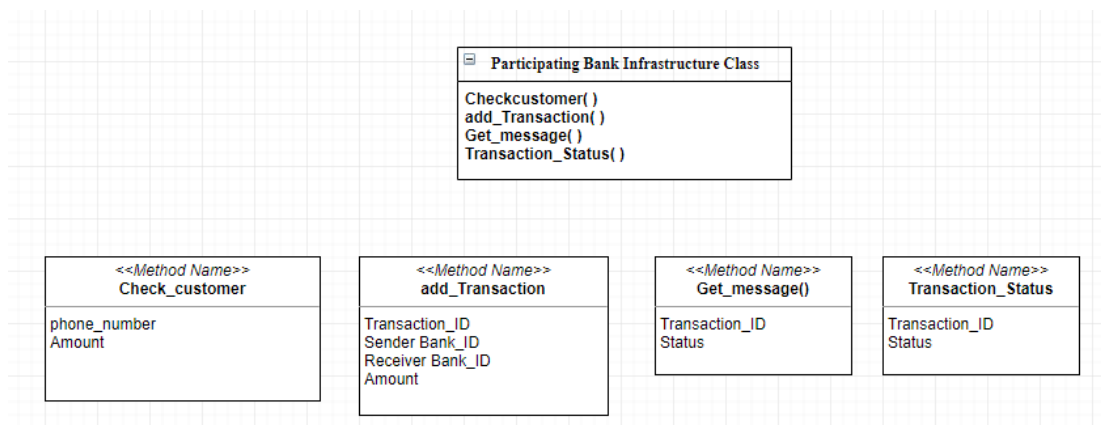 Participating Bank Infrastructure Class
Checkcustomer( )
add_Transaction( )
Get_message( )
Transaction_Status( )
<<Method Name>>
Check_customer
phone_number
Amount
<<Method Name>>
add_Transaction
Transaction_ID
Sender Bank_ID
Receiver Bank_ID
Amount
<<Method Name>>
Get_message()
Transaction_ID
Status
<<Method Name>>
Transaction_Status
Transaction_ID
Status